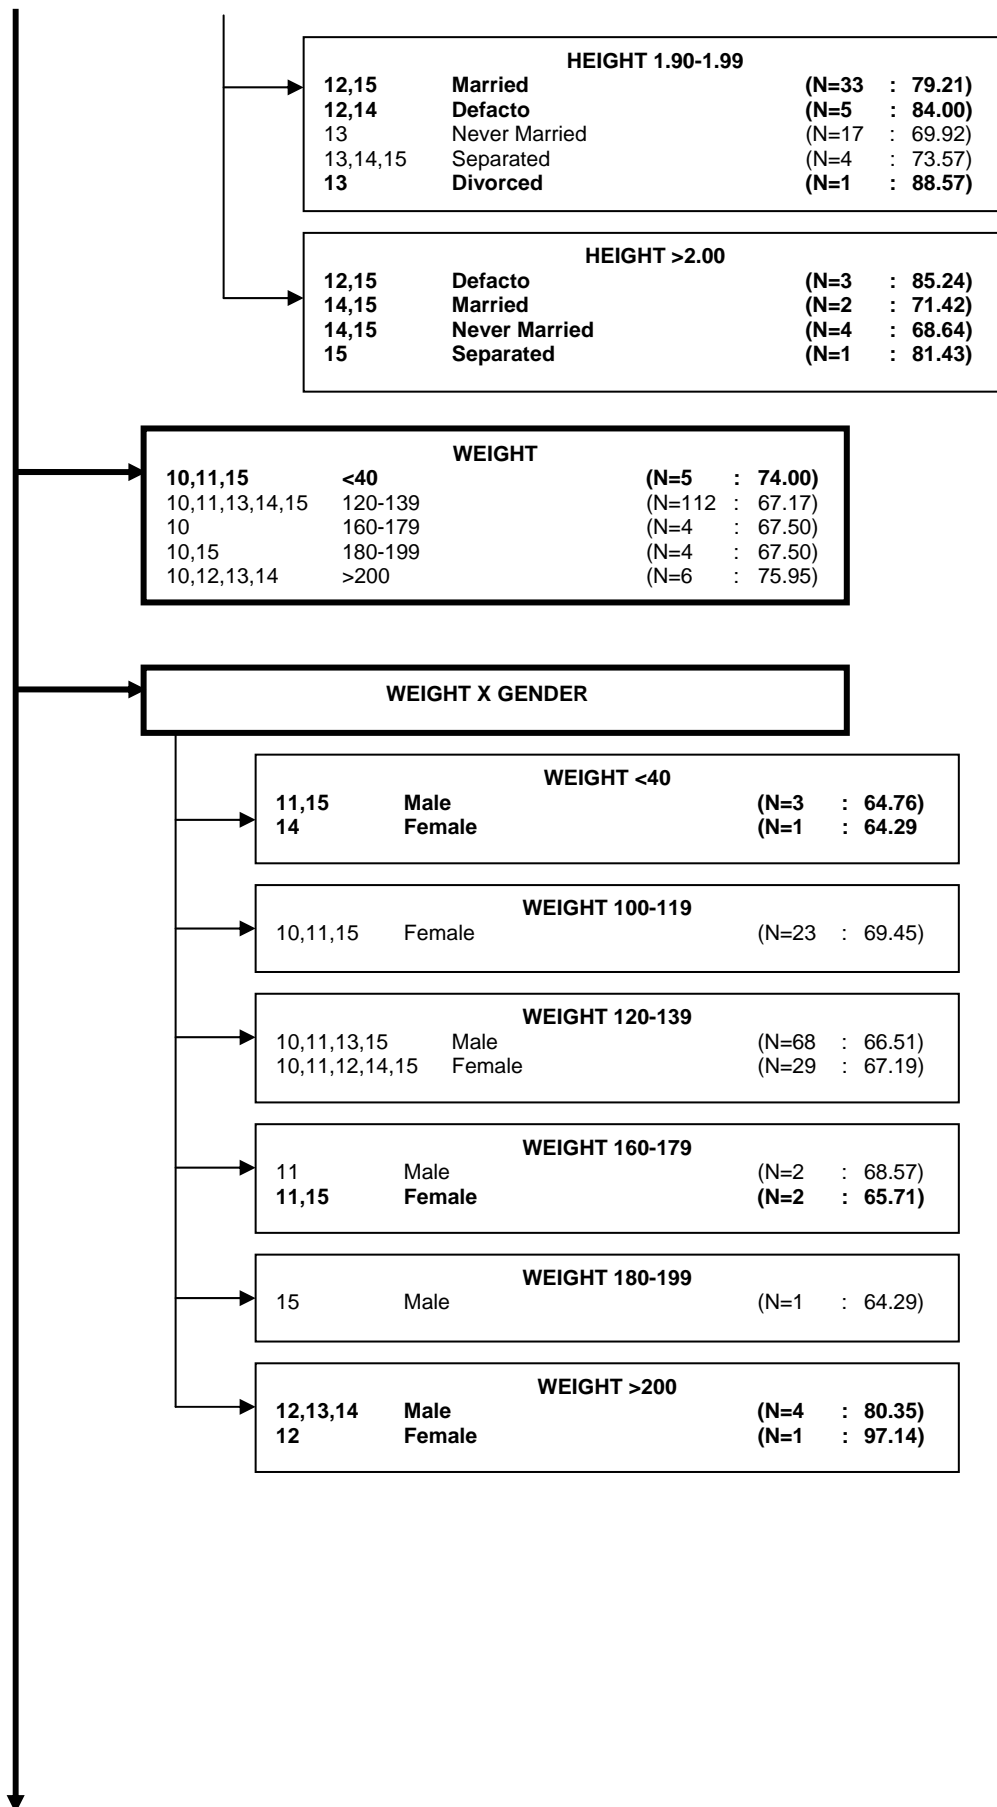 HEIGHT 1.90-1.99
12,15 Married (N=33 : 79.21)
12,14 Defacto (N=5 : 84.00)
13 Never Married (N=17 : 69.92)
13,14,15 Separated (N=4 : 73.57)
13 Divorced (N=1 : 88.57)
HEIGHT >2.00
12,15 Defacto (N=3 : 85.24)
14,15 Married (N=2 : 71.42)
14,15 Never Married (N=4 : 68.64)
15 Separated (N=1 : 81.43)
WEIGHT
10,11,15 <40 (N=5 : 74.00)
10,11,13,14,15 120-139 (N=112 : 67.17)
10 160-179 (N=4 : 67.50)
10,15 180-199 (N=4 : 67.50)
10,12,13,14 >200 (N=6 : 75.95)
WEIGHT X GENDER
WEIGHT <40
11,15 Male (N=3 : 64.76)
14 Female (N=1 : 64.29
WEIGHT 100-119
10,11,15 Female (N=23 : 69.45)
WEIGHT 120-139
10,11,13,15 Male (N=68 : 66.51)
10,11,12,14,15 Female (N=29 : 67.19)
WEIGHT 160-179
11 Male (N=2 : 68.57)
11,15 Female (N=2 : 65.71)
WEIGHT 180-199
15 Male (N=1 : 64.29)
WEIGHT >200
12,13,14 Male (N=4 : 80.35)
12 Female (N=1 : 97.14)